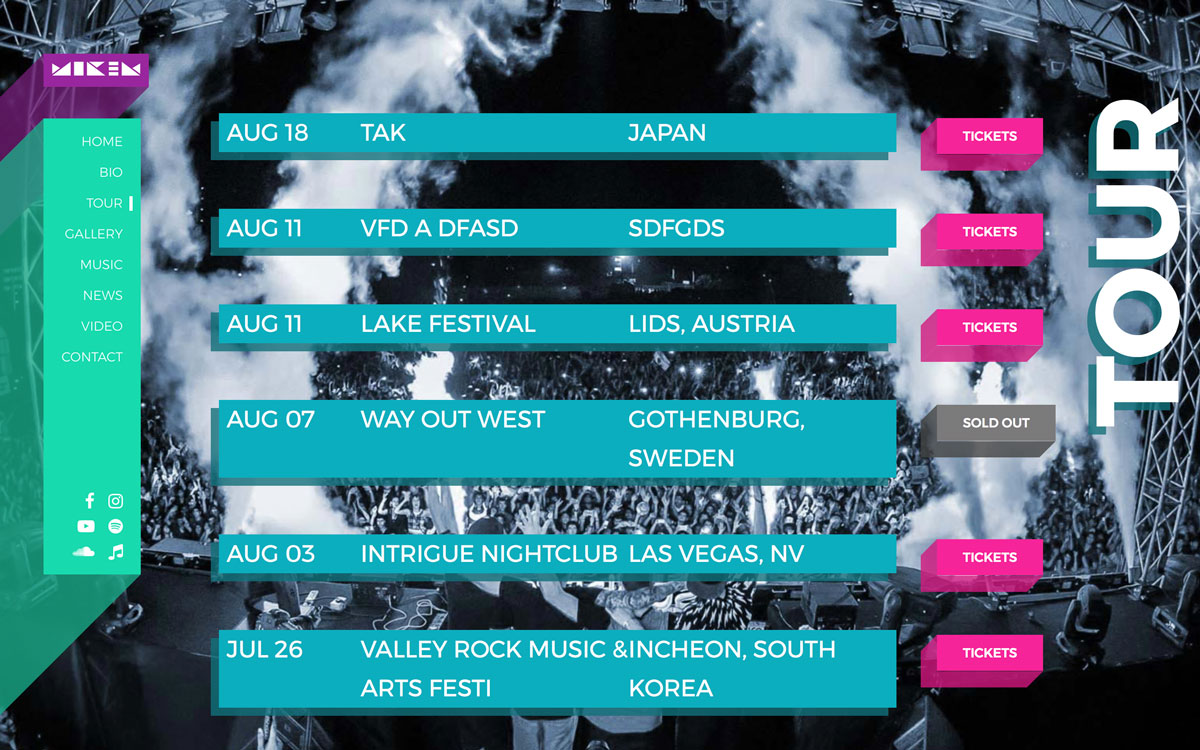 MIKEM
HOME
BIO
TOUR
GALLERY
MUSIC
NEWS
VIDEO
CONTACT
AUG 18 TAK JAPAN TICKETS
AUG 11 VFD A DFASD SDFGDS TICKETS
AUG 11 LAKE FESTIVAL LIDS, AUSTRIA TICKETS
AUG 07 WAY OUT WEST GOTHENBURG, SOLD OUT
SWEDEN
AUG 03 INTRIGUE NIGHTCLUB LAS VEGAS, NV TICKETS
JUL 26 VALLEY ROCK MUSIC & INCHEON, SOUTH TICKETS
ARTS FESTI KOREA
TOUR